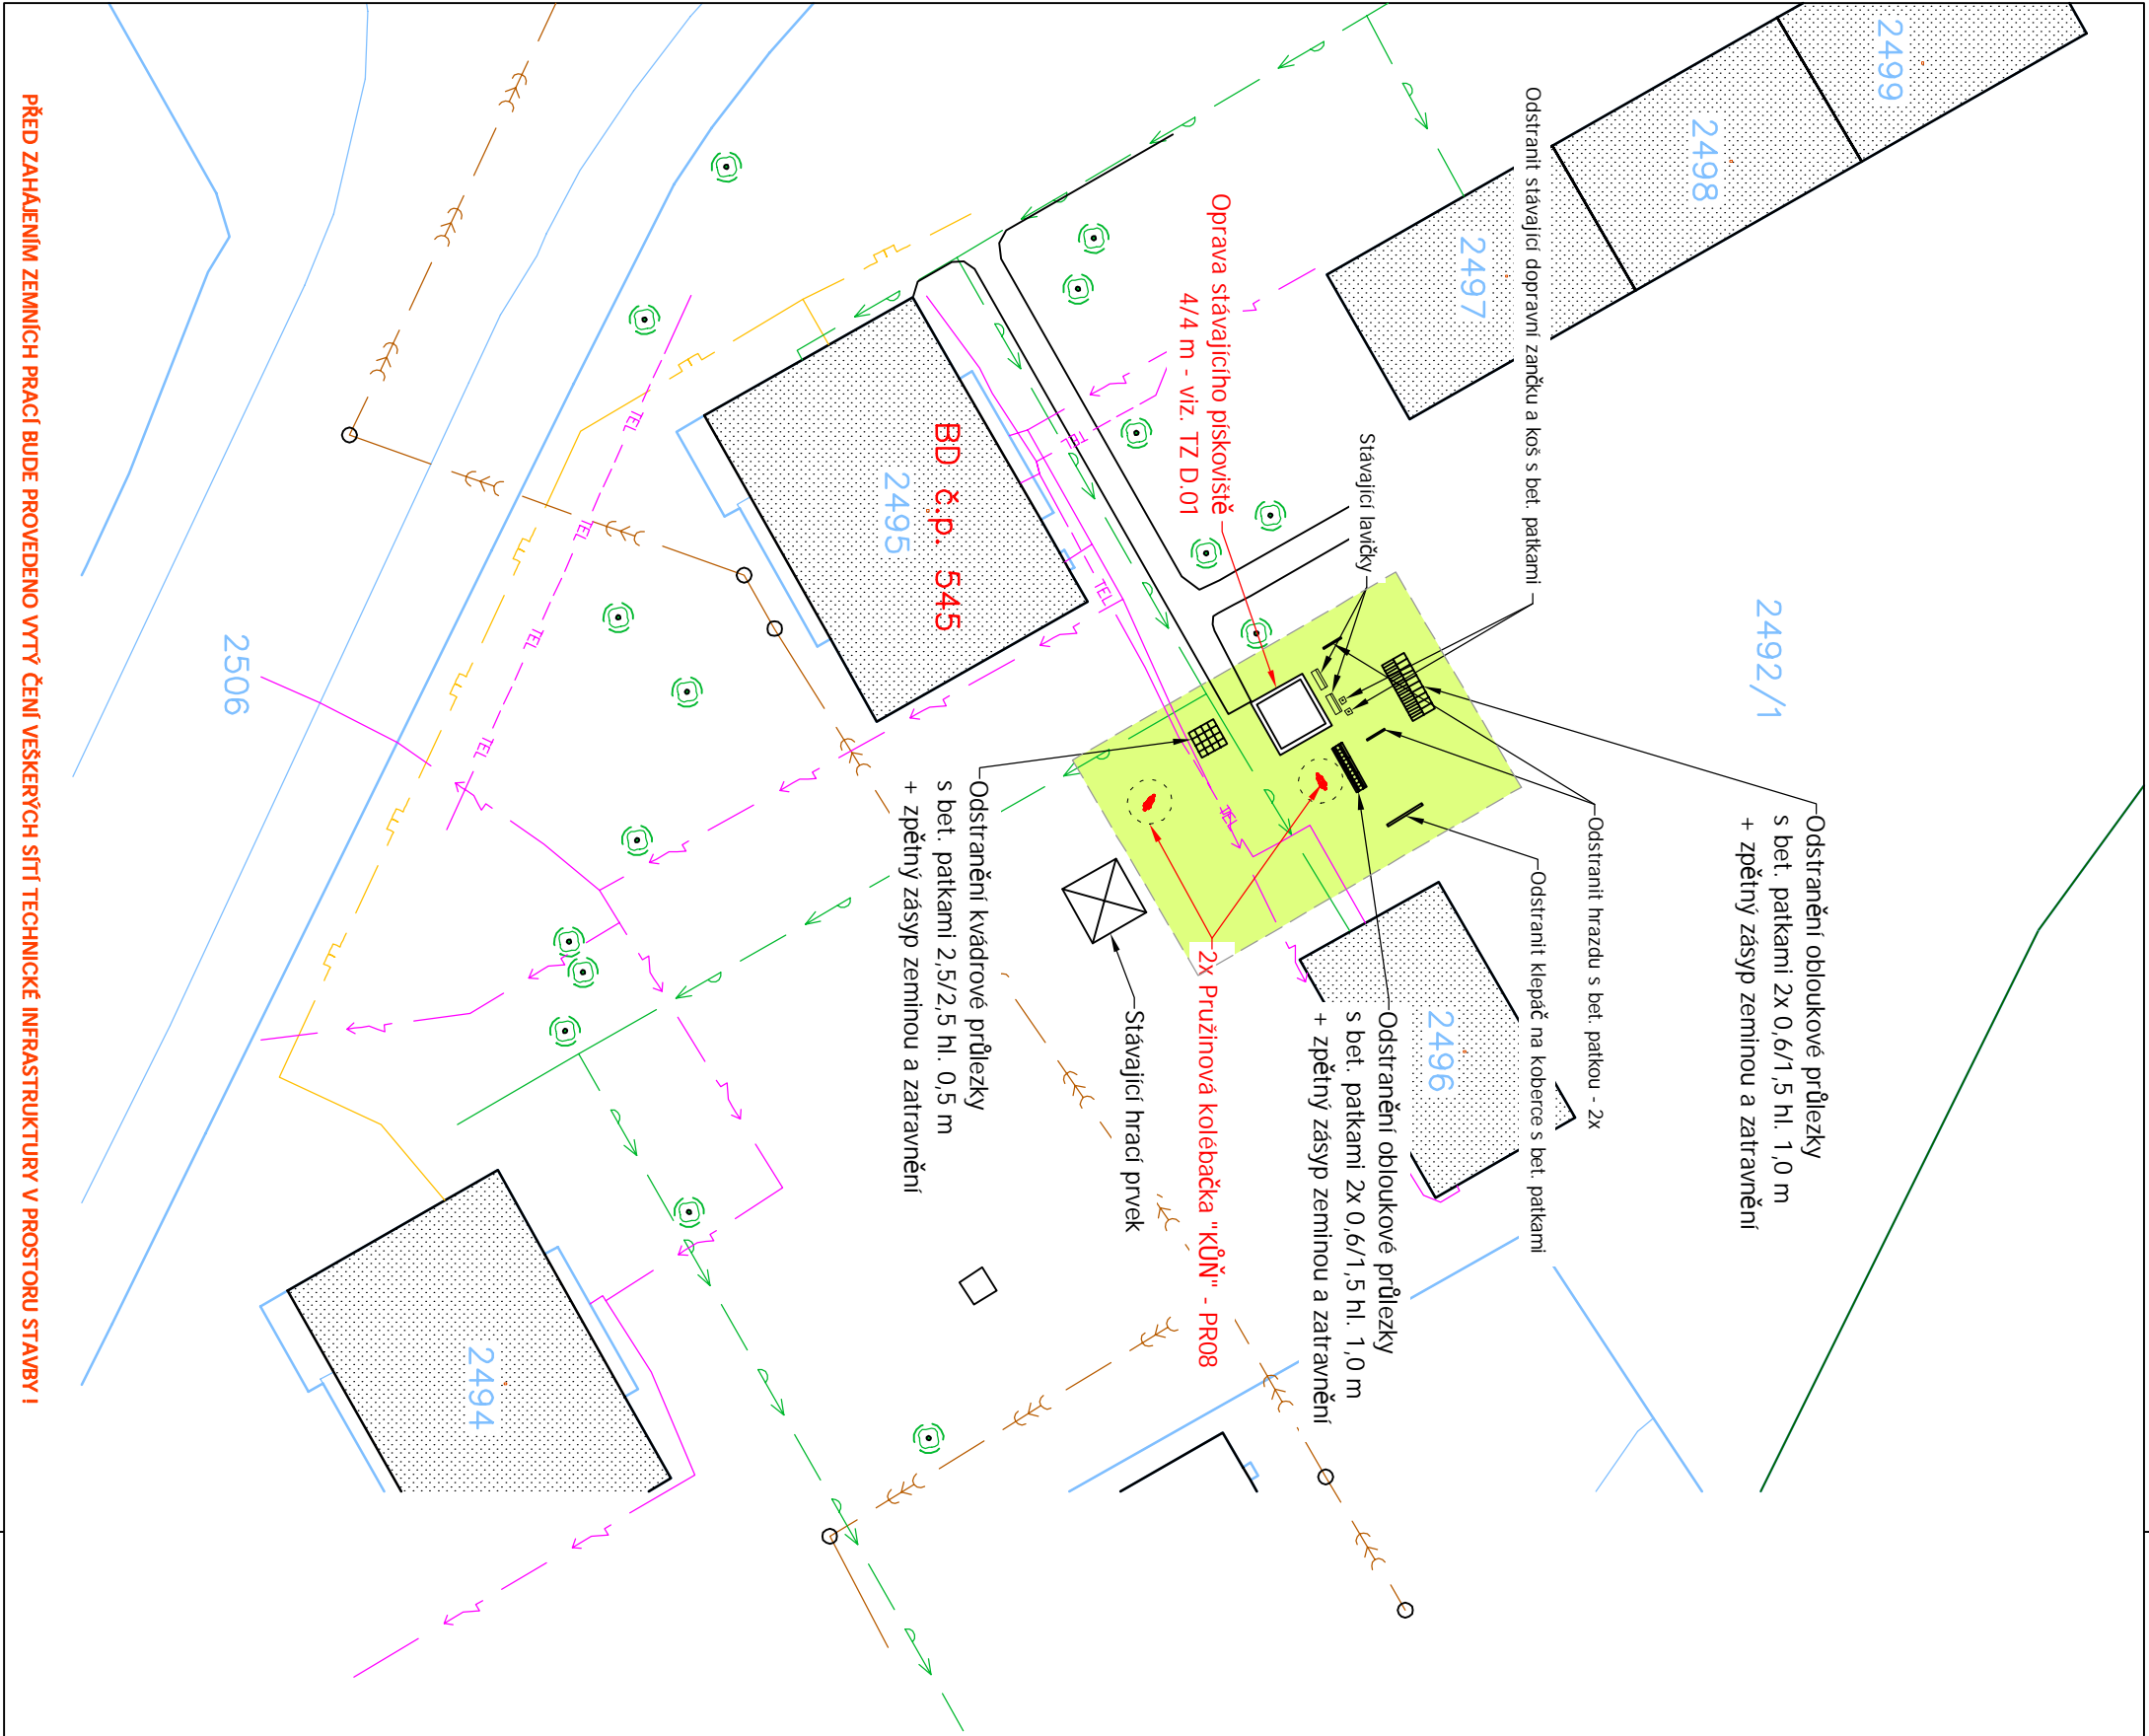 2499
2498
2497
Odstranit stávající dopravní zančku a koš s bet. patkami
2492/1
Oprava stávajícího pískoviště
4/4 m - viz. TZ D.01
Stávající lavičky
Odstranění obloukové průlezky
s bet. patkami 2x 0,6/1,5 hl. 1,0 m
+ zpětný zásyp zeminou a zatravnění
Odstranit hrazdu s bet. patkou - 2x
Odstranit klepáč na koberce s bet. patkami
2496
Odstranění obloukové průlezky
s bet. patkami 2x 0,6/1,5 hl. 1,0 m
+ zpětný zásyp zeminou a zatravnění
2x Pružinová kolébačka "KŮŇ" - PR08
Stávající hrací prvek
Odstranění kvádrové průlezky
s bet. patkami 2,5/2,5 hl. 0,5 m
+ zpětný zásyp zeminou a zatravnění
BD č.p. 545
2495
TEL
TEL
TEL
TEL
TEL
TEL
TEL
2506
2494
PŘED ZAHÁJENÍM ZEMNÍCH PRACÍ BUDE PROVEDENO VYTÝČENÍ VEŠKERÝCH SÍTÍ TECHNICKÉ INFRASTRUKTURY V PROSTORU STAVBY !